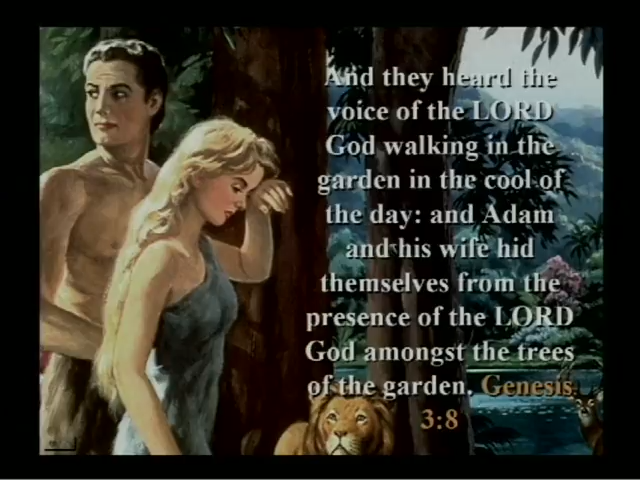 And they heard the
voice of the LORD
God walking in the
garden in the cool of
the day: and Adam
and his wife hid
themselves from the
presence of the LORD
God amongst the trees
of the garden. Genesis
3:8